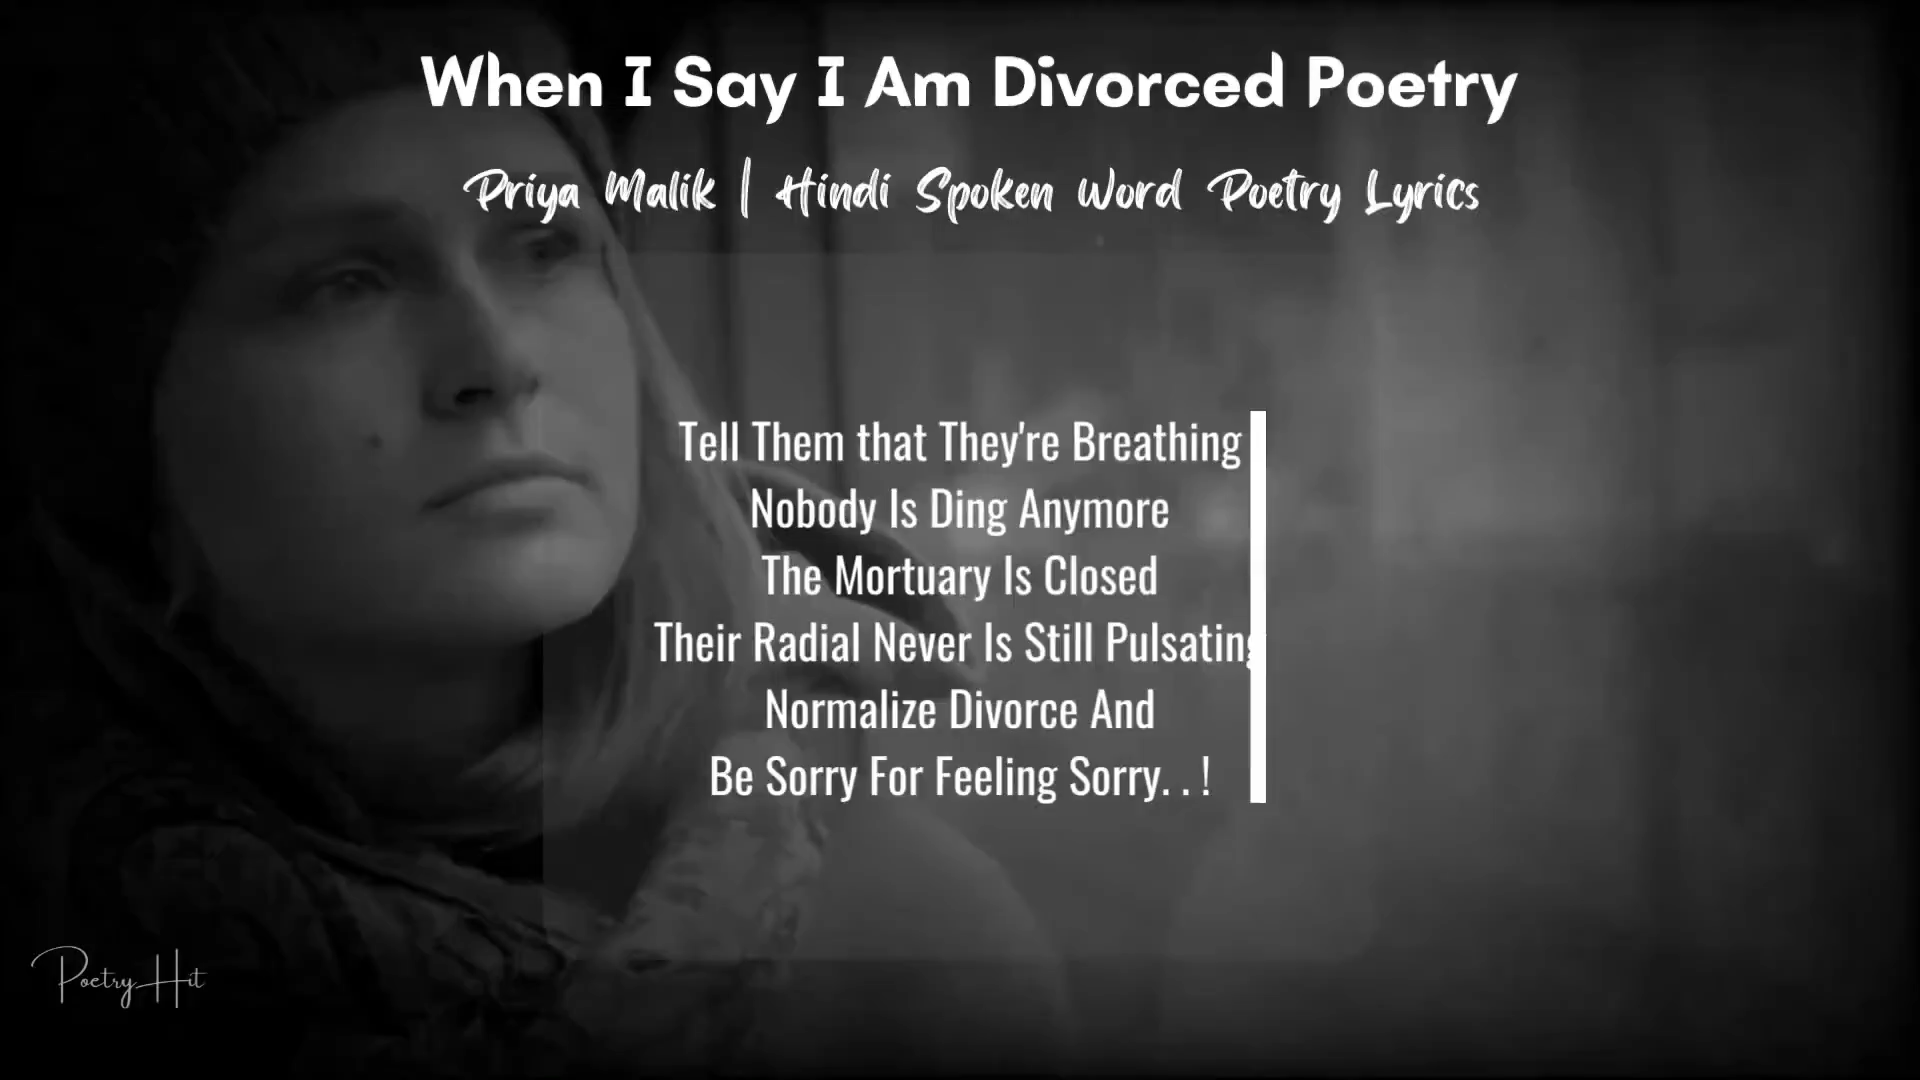 When I Say I Am Divorced Poetry
Priya Malik | Hindi Spoken Word Poetry Lyrics
Tell Them that They're Breathing
Nobody Is Ding Anymore
The Mortuary Is Closed
Their Radial Never Is Still Pulsating
Normalize Divorce And
Be Sorry For Feeling Sorry. . !
Poetry Hit